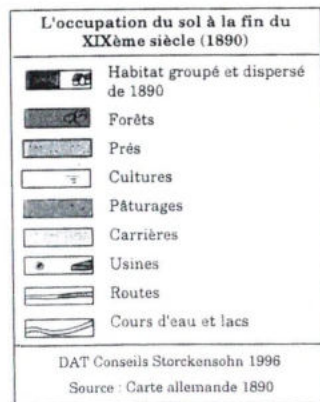 L'occupation du sol à la fin du
XIXème siècle (1890)
Habitat groupé et dispersé
de 1890
Forêts
Prés
Cultures
Pâturages
Carrières
Usines
Routes
Cours d'eau et lacs
DAT Conseils Storckensohn 1996
Source : Carte allemande 1890